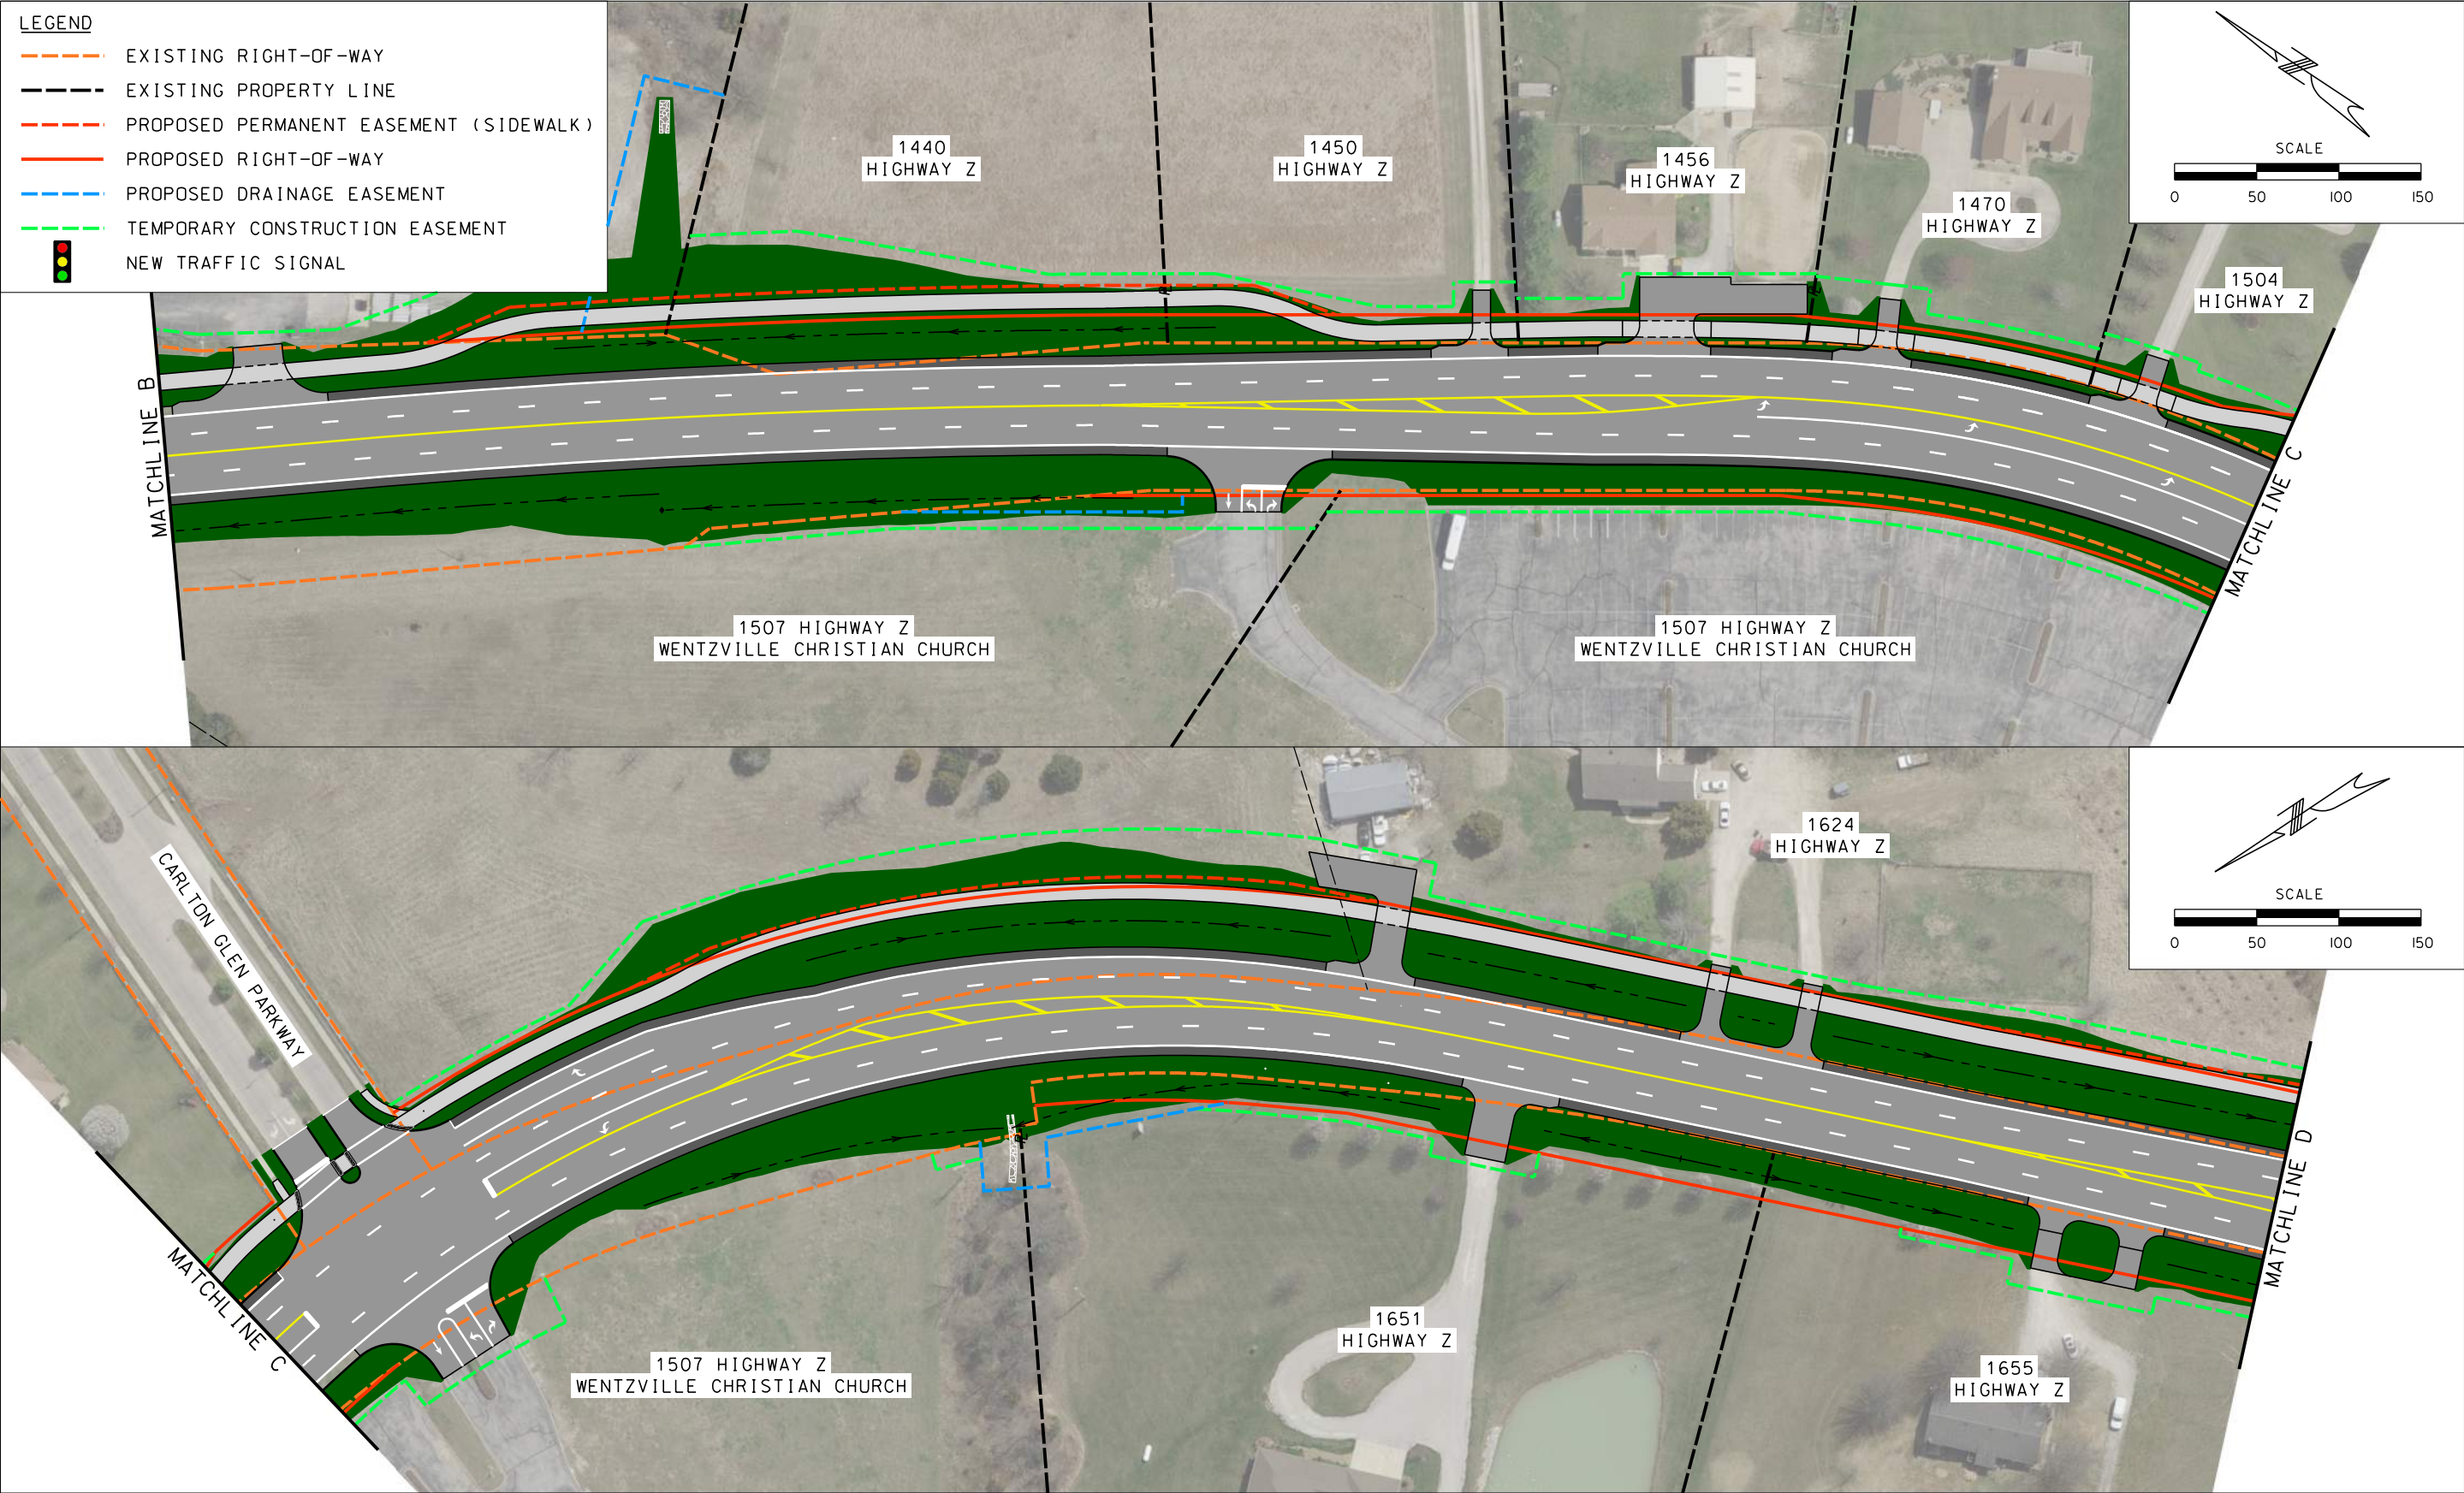 LEGEND
EXISTING RIGHT-OF-WAY
EXISTING PROPERTY LINE
PROPOSED PERMANENT EASEMENT (SIDEWALK)
PROPOSED RIGHT-OF-WAY
PROPOSED DRAINAGE EASEMENT
TEMPORARY CONSTRUCTION EASEMENT
NEW TRAFFIC SIGNAL
1440
HIGHWAY Z
1450
HIGHWAY Z
1456
HIGHWAY Z
1470
HIGHWAY Z
1504
HIGHWAY Z
SCALE
0 50 100 150
MATCHLINE B
MATCHLINE C
1507 HIGHWAY Z
WENTZVILLE CHRISTIAN CHURCH
1507 HIGHWAY Z
WENTZVILLE CHRISTIAN CHURCH
SCALE
0 50 100 150
CARLTON GLEN PARKWAY
1624
HIGHWAY Z
MATCHLINE C
MATCHLINE D
1507 HIGHWAY Z
WENTZVILLE CHRISTIAN CHURCH
1651
HIGHWAY Z
1655
HIGHWAY Z